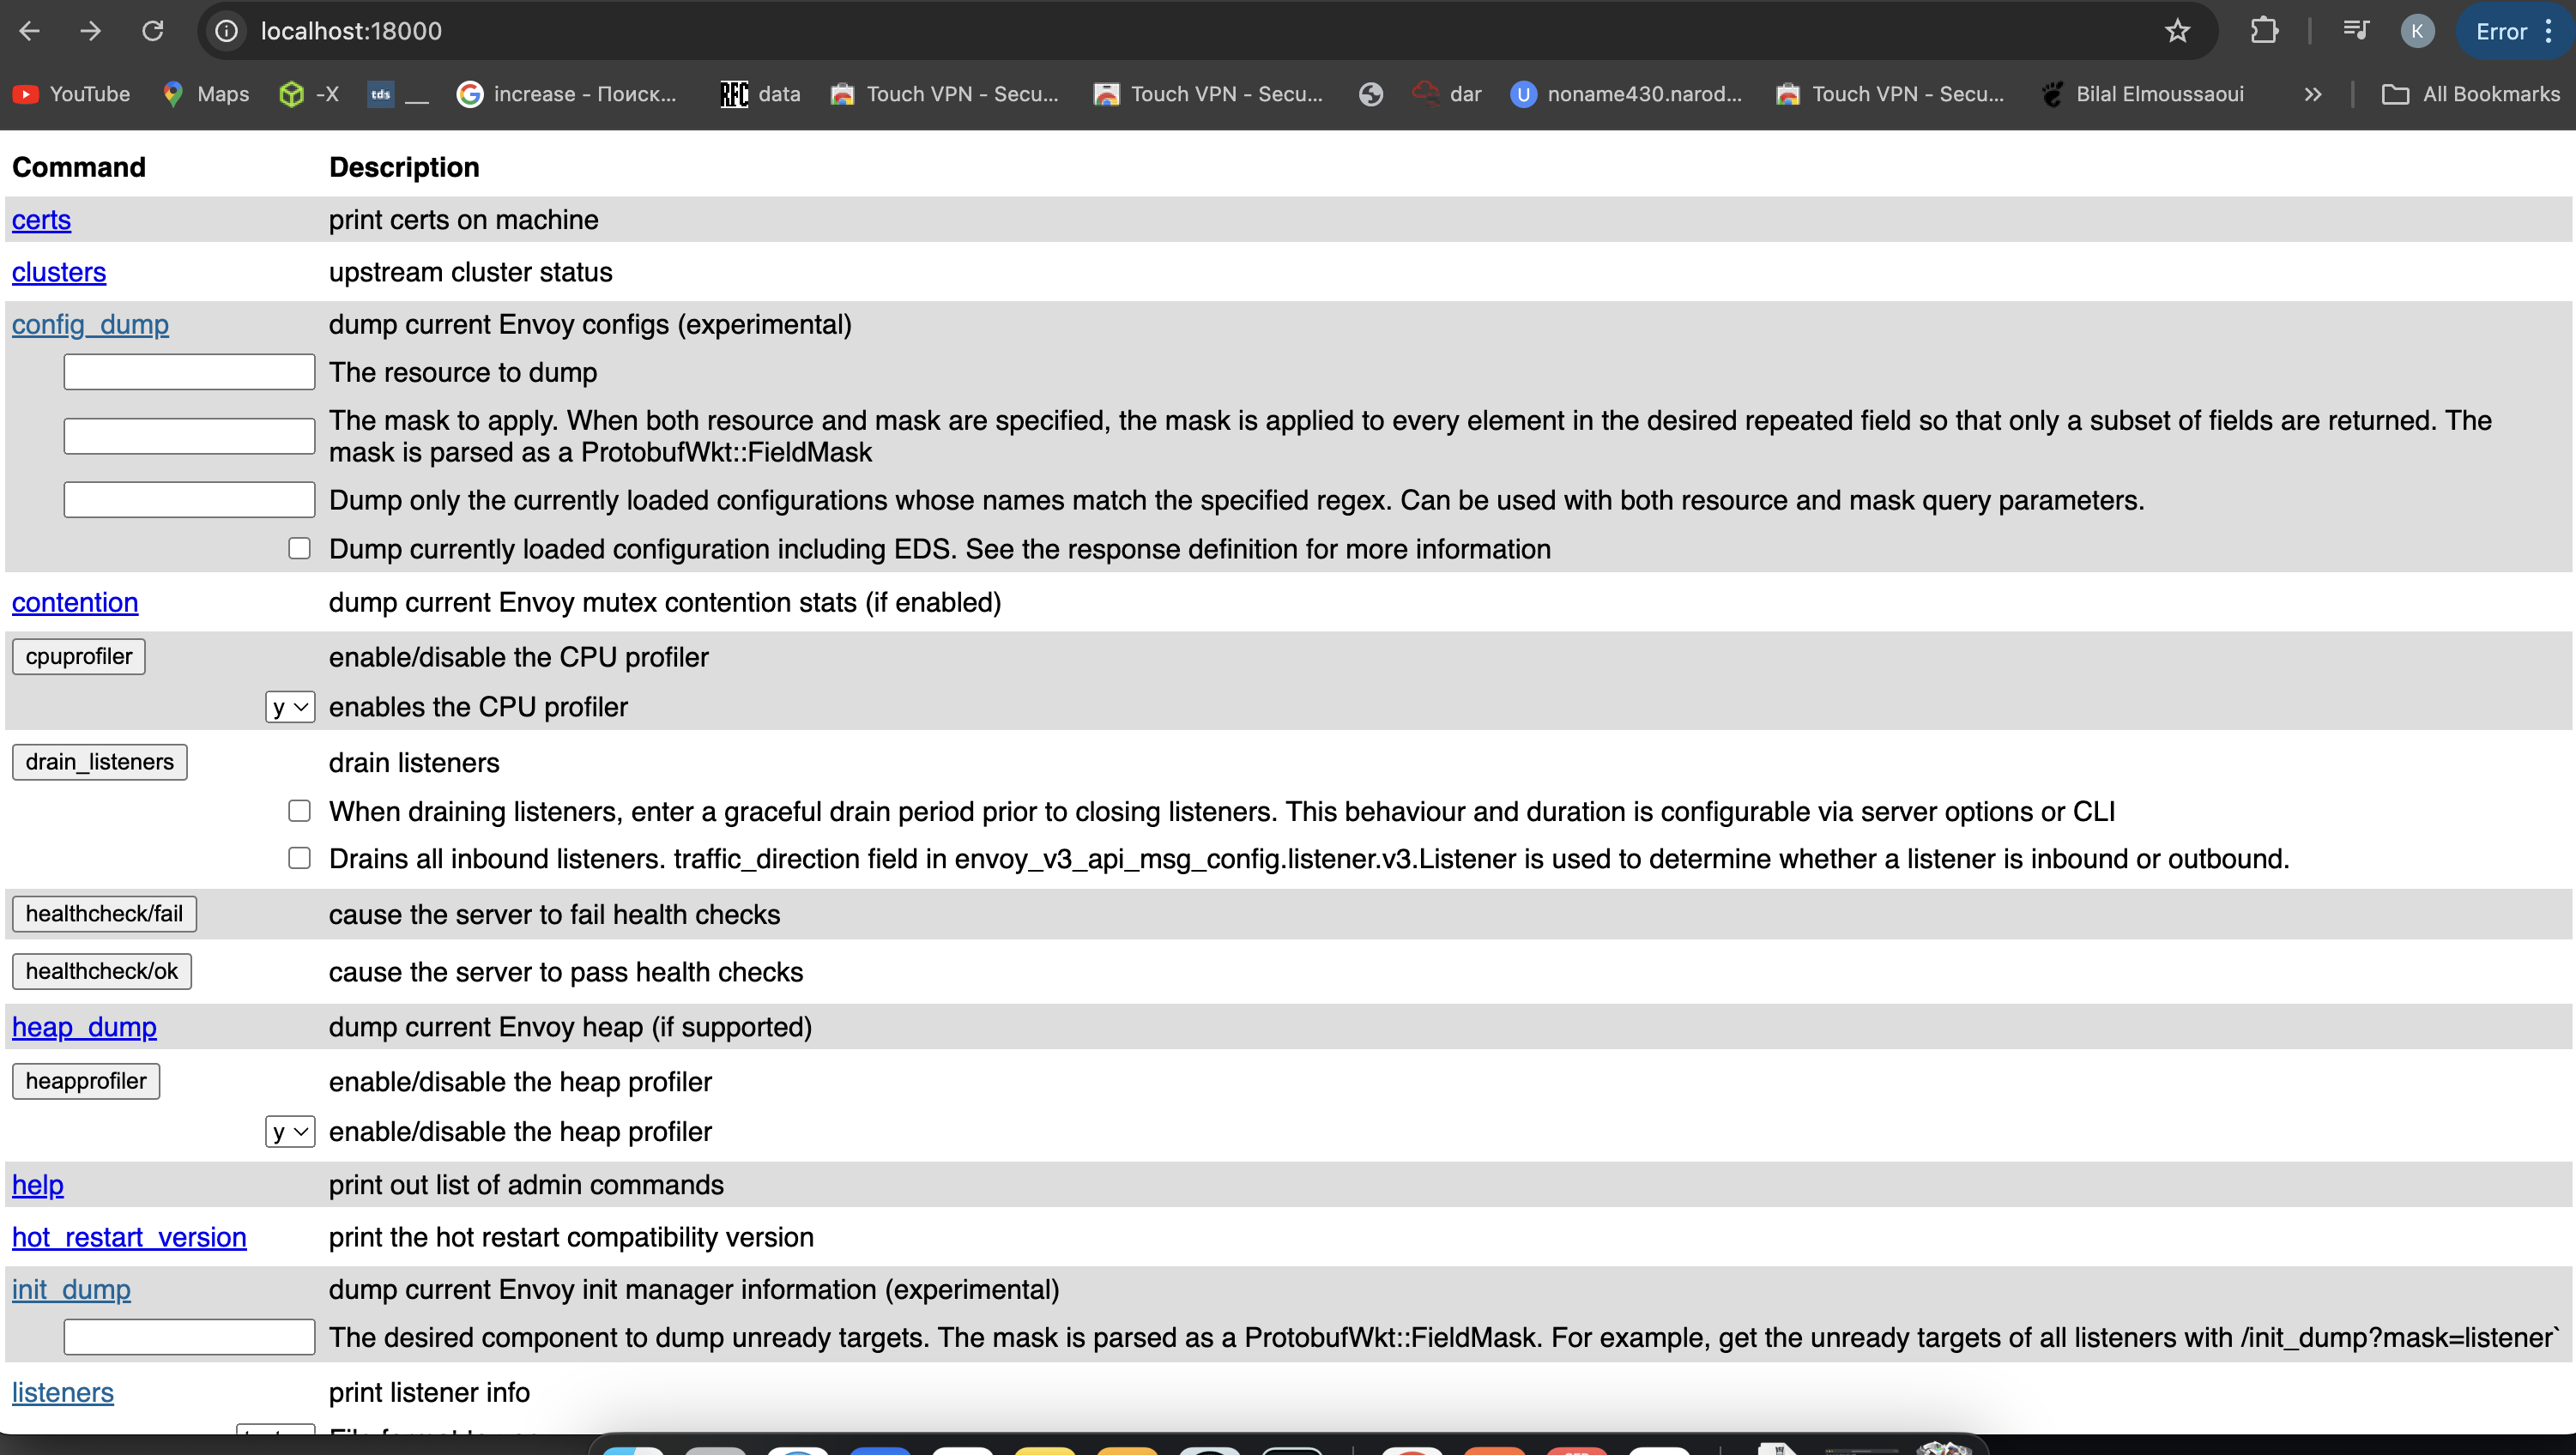 localhost:18000
K
Error
YouTube
Maps
-X
tds
__
increase - Поиск...
RFC
data
Touch VPN - Secu...
Touch VPN - Secu...
dar
U
noname430.narod...
Touch VPN - Secu...
Bilal Elmoussaoui
All Bookmarks
Command Description
certs print certs on machine
clusters upstream cluster status
config_dump dump current Envoy configs (experimental)
The resource to dump
The mask to apply. When both resource and mask are specified, the mask is applied to every element in the desired repeated field so that only a subset of fields are returned. The
mask is parsed as a ProtobufWkt::FieldMask
Dump only the currently loaded configurations whose names match the specified regex. Can be used with both resource and mask query parameters.
Dump currently loaded configuration including EDS. See the response definition for more information
contention dump current Envoy mutex contention stats (if enabled)
cpuprofiler enable/disable the CPU profiler
y enables the CPU profiler
drain_listeners drain listeners
When draining listeners, enter a graceful drain period prior to closing listeners. This behaviour and duration is configurable via server options or CLI
Drains all inbound listeners. traffic_direction field in envoy_v3_api_msg_config.listener.v3.Listener is used to determine whether a listener is inbound or outbound.
healthcheck/fail cause the server to fail health checks
healthcheck/ok cause the server to pass health checks
heap_dump dump current Envoy heap (if supported)
heapprofiler enable/disable the heap profiler
y enable/disable the heap profiler
help print out list of admin commands
hot_restart_version print the hot restart compatibility version
init_dump dump current Envoy init manager information (experimental)
The desired component to dump unready targets. The mask is parsed as a ProtobufWkt::FieldMask. For example, get the unready targets of all listeners with /init_dump?mask=listener`
listeners print listener info